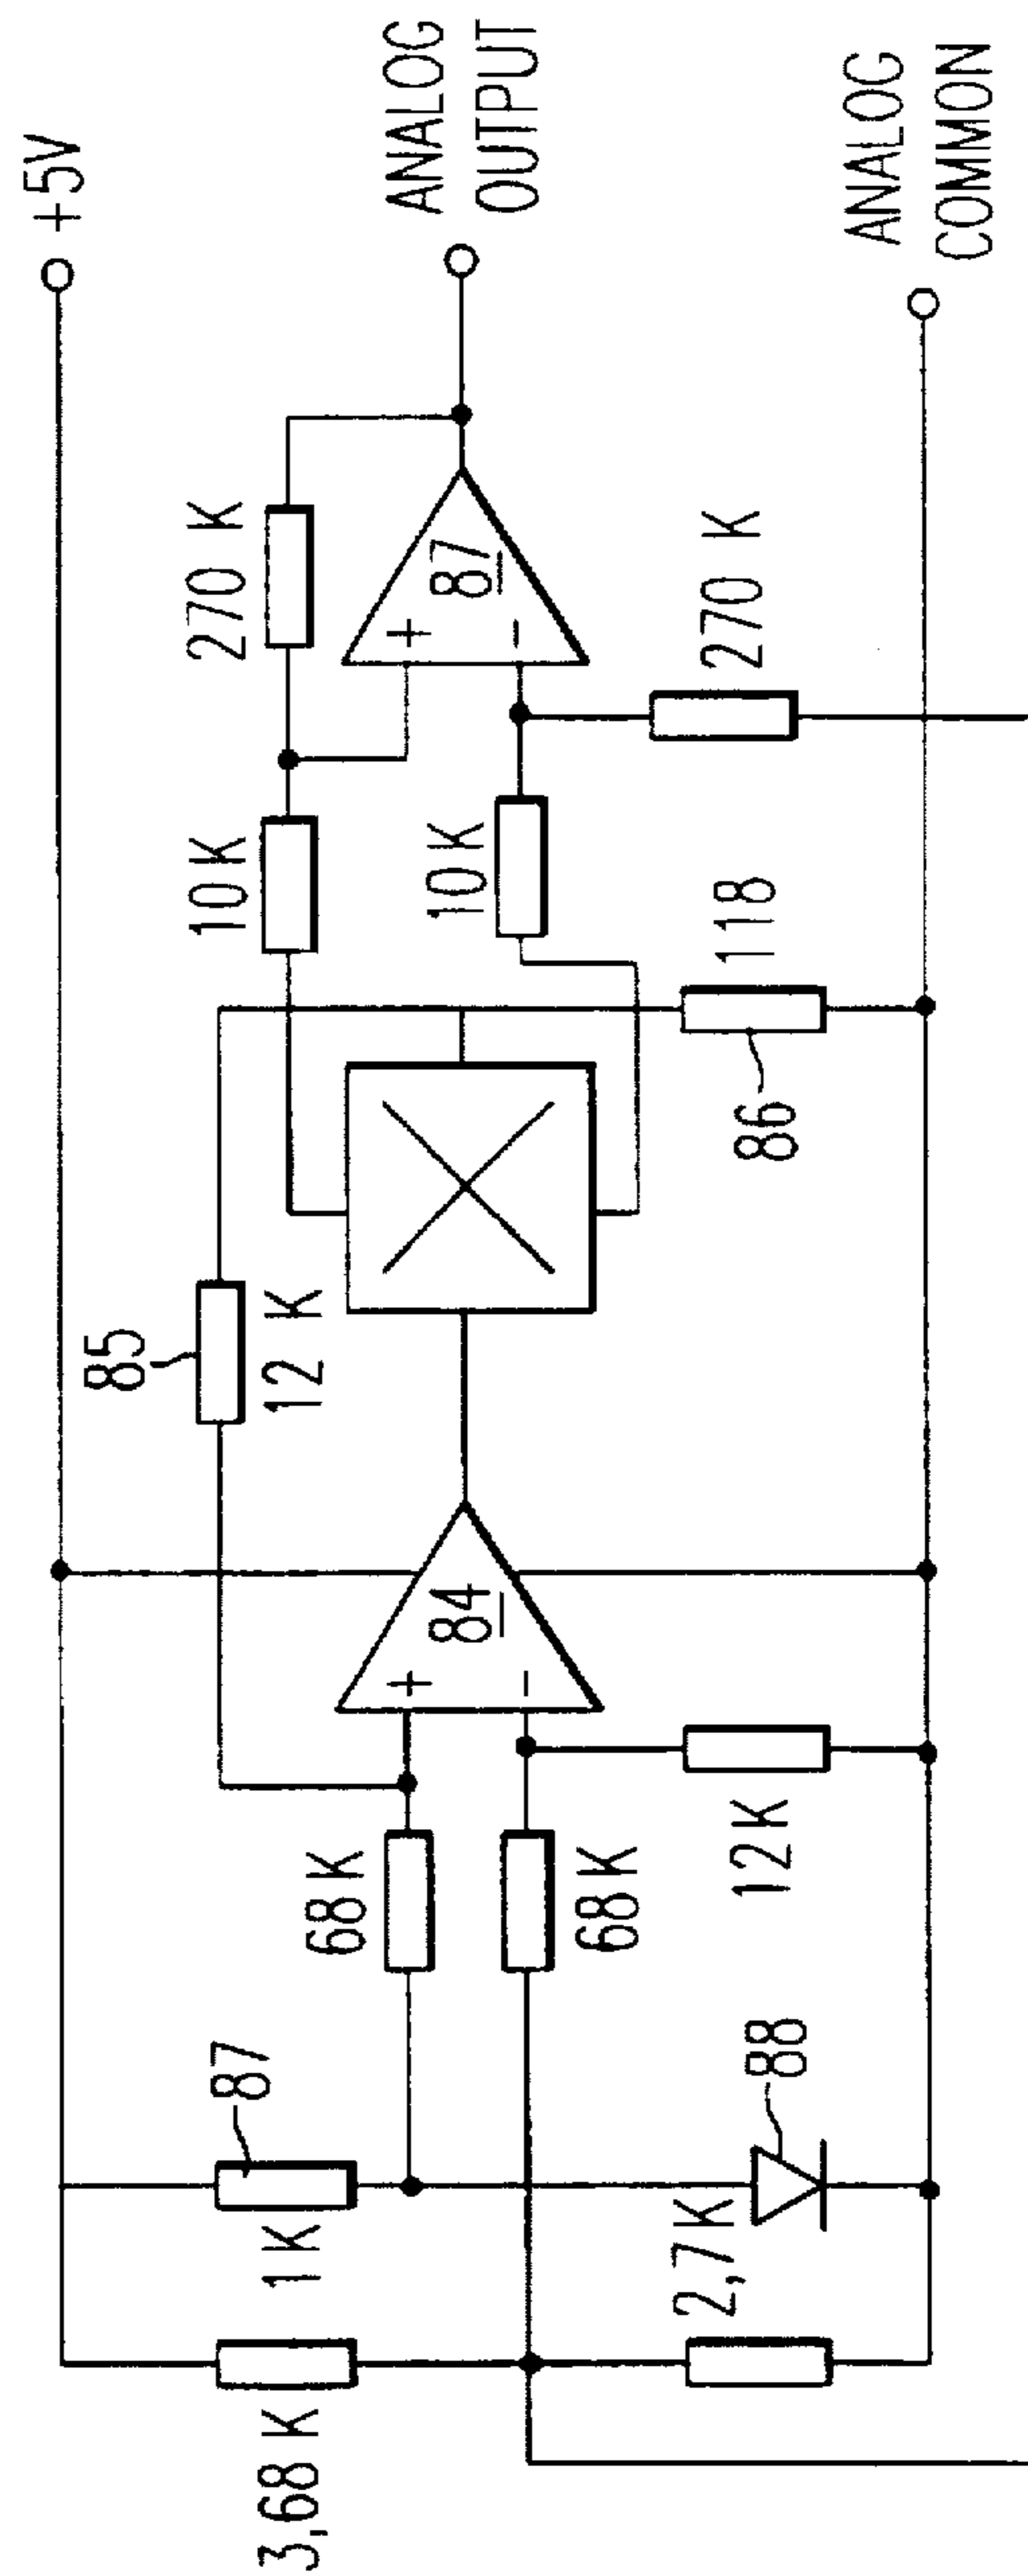 +5V
ANALOG
OUTPUT
ANALOG
COMMON
270 K
87
270 K
10K
10K
118
86
85
12 K
84
68K
68K
12K
87
1K
88
2,7K
3,68 K
+
-
+
-